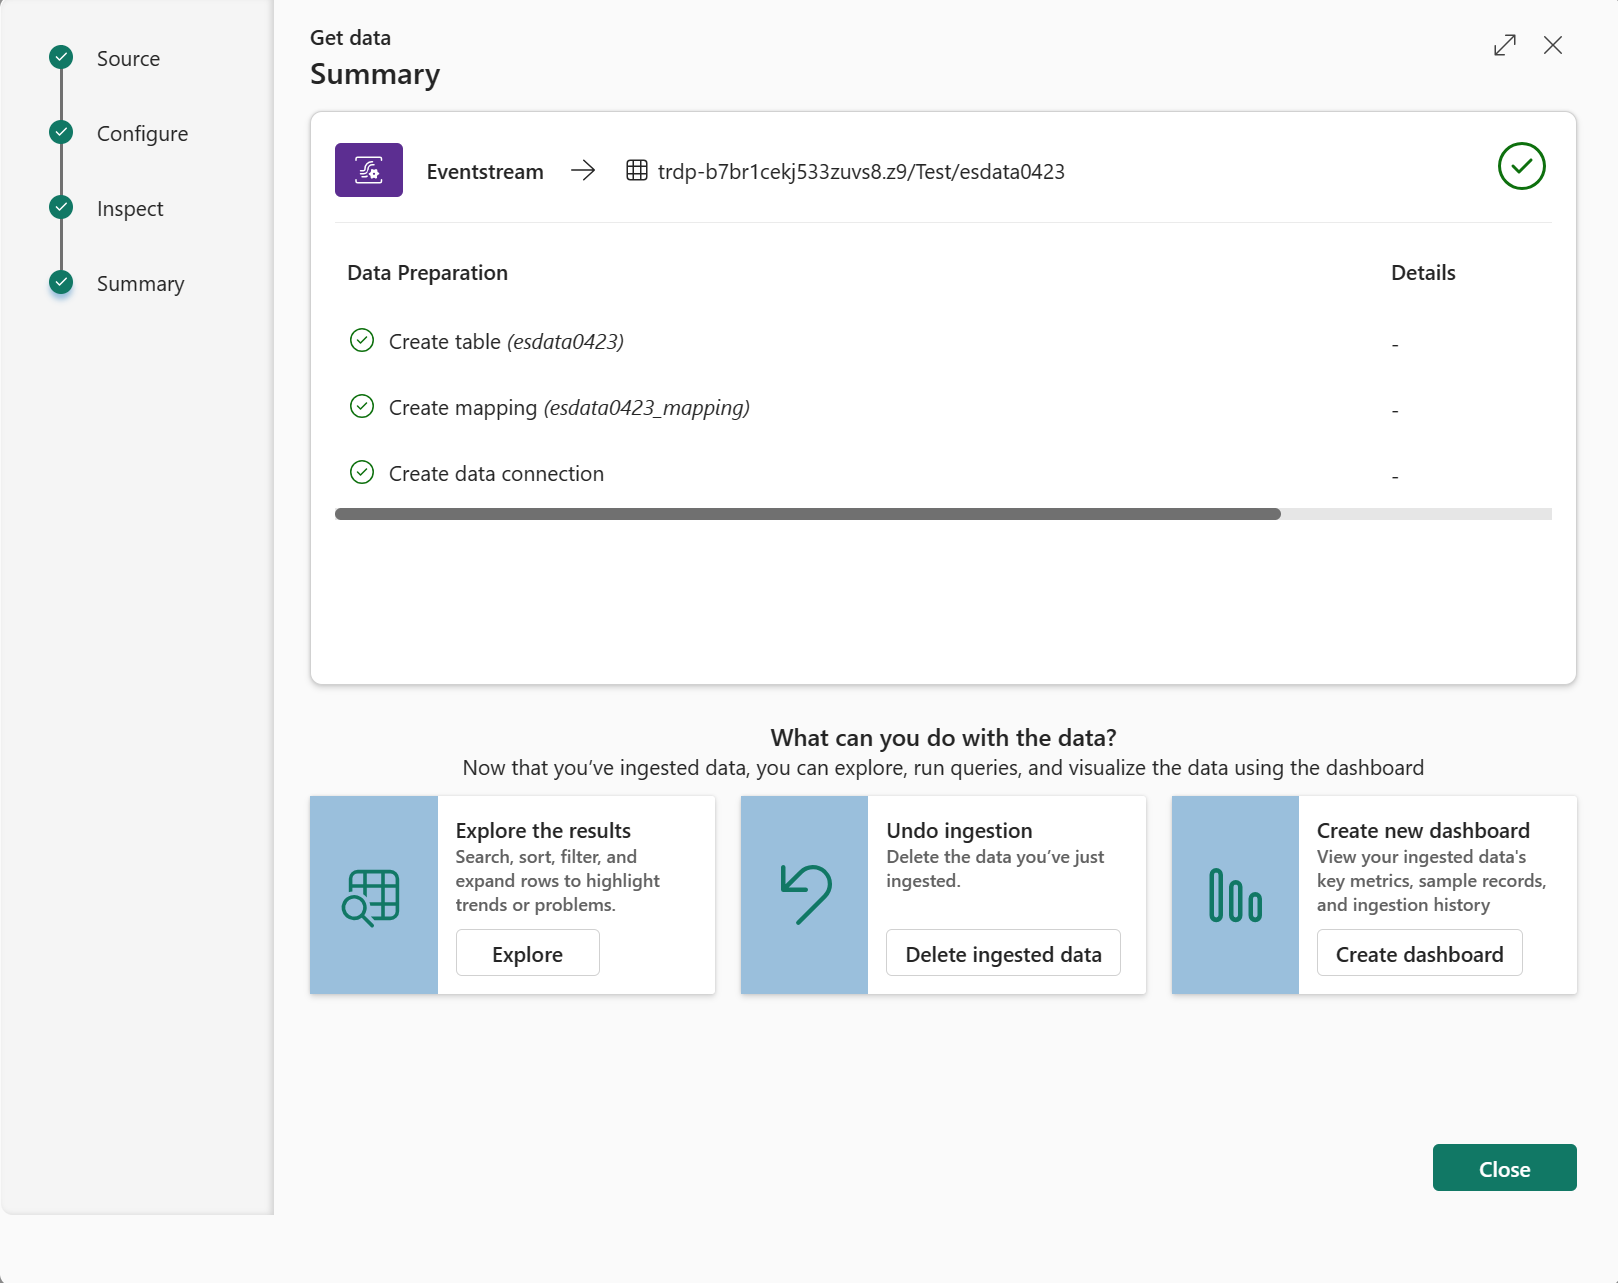 Source
Configure
Inspect
Summary
Get data
Summary
Eventstream
trdp-b7br1cekj533zuvs8.z9/Test/esdata0423
Data Preparation
Details
Create table (esdata0423)
-
Create mapping (esdata0423_mapping)
-
Create data connection
-
What can you do with the data?
Now that you’ve ingested data, you can explore, run queries, and visualize the data using the dashboard
Explore the results
Search, sort, filter, and
expand rows to highlight
trends or problems.
Explore
Undo ingestion
Delete the data you’ve just
ingested.
Delete ingested data
Create new dashboard
View your ingested data's
key metrics, sample records,
and ingestion history
Create dashboard
Close